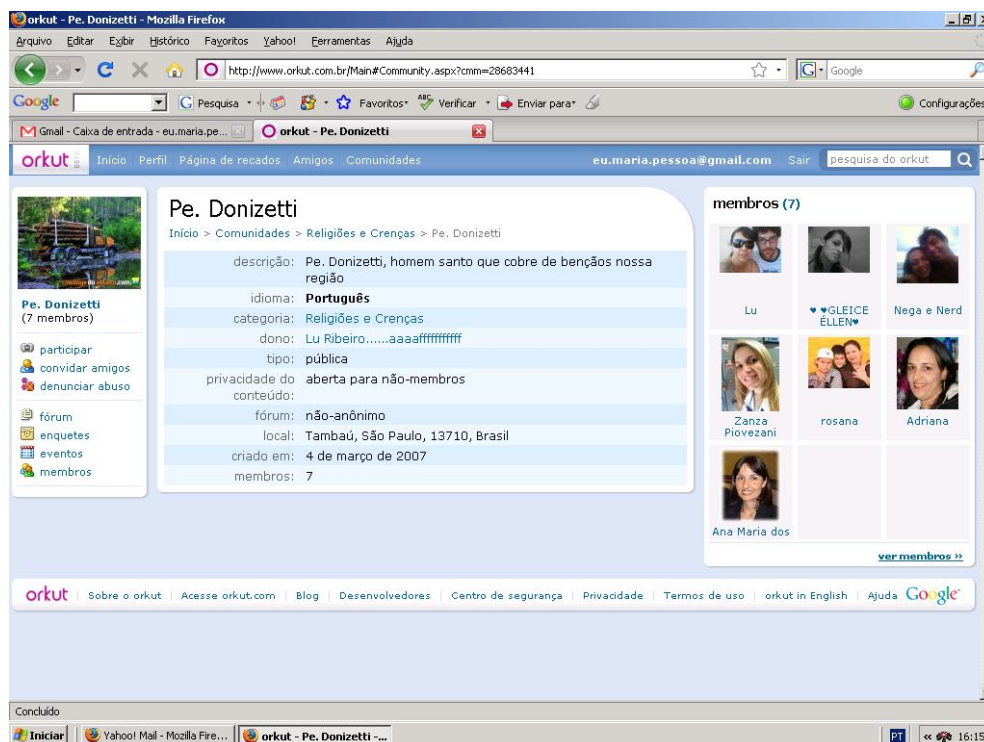 orkut - Pe. Donizetti - Mozilla Firefox
Arquivo Editar Exibir Histórico Favoritos Yahoo! Ferramentas Ajuda
http://www.orkut.com.br/Main#Community.aspx?cmm=28683441 Google
Google Pesquisa Favoritos Verificar Enviar para Configurações
Gmail - Caixa de entrada - eu.maria.pe... orkut - Pe. Donizetti
orkut Início Perfil Página de recados Amigos Comunidades eu.maria.pessoa@gmail.com Sair pesquisa do orkut
Pe. Donizetti
(7 membros)
participar
convidar amigos
denunciar abuso
fórum
enquetes
eventos
membros
Pe. Donizetti
Início > Comunidades > Religiões e Crenças > Pe. Donizetti
descrição: Pe. Donizetti, homem santo que cobre de bençãos nossa
região
idioma: Português
categoria: Religiões e Crenças
dono: Lu Ribeiro......aaaafffffffffff
tipo: pública
privacidade do conteúdo: aberta para não-membros
fórum: não-anônimo
local: Tambaú, São Paulo, 13710, Brasil
criado em: 4 de março de 2007
membros: 7
membros (7)
Lu
♥ ♥GLEICE
ÉLLEN♥
Nega e Nerd
Zanza
Piovezani
rosana
Adriana
Ana Maria dos
ver membros »
orkut Sobre o orkut Acesse orkut.com Blog Desenvolvedores Centro de segurança Privacidade Termos de uso orkut in English Ajuda Google
Concluído
Iniciar Yahoo! Mail - Mozilla Fire... orkut - Pe. Donizetti -... PT « 16:15